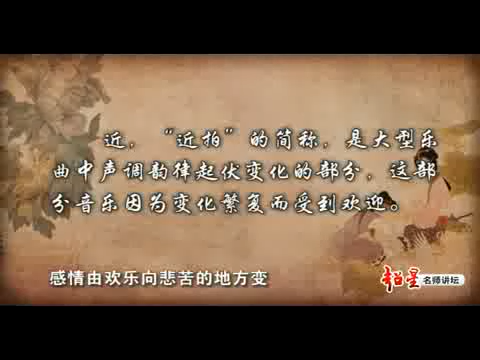 近，“近拍”的简称，是大型乐
曲中声调韵律起伏变化的部分，这部
分音乐因为变化繁复而受到欢迎。
感情由欢乐向悲苦的地方变
名师讲坛